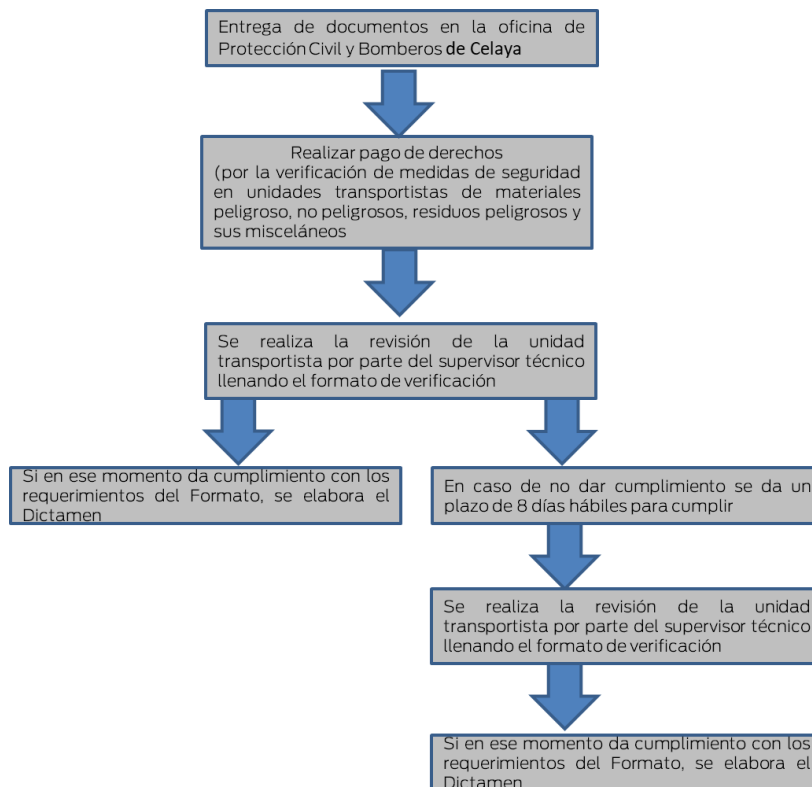 Entrega de documentos en la oficina de
Protección Civil y Bomberos de Celaya
Realizar pago de derechos
(por la verificación de medidas de seguridad
en unidades transportistas de materiales
peligroso, no peligrosos, residuos peligrosos y
sus misceláneos
Se realiza la revisión de la unidad
transportista por parte del supervisor técnico
llenando el formato de verificación
Si en ese momento da cumplimiento con los
requerimientos del Formato, se elabora el
Dictamen
En caso de no dar cumplimiento se da un
plazo de 8 días hábiles para cumplir
Se realiza la revisión de la unidad
transportista por parte del supervisor técnico
llenando el formato de verificación
Si en ese momento da cumplimiento con los
requerimientos del Formato, se elabora el
Dictamen